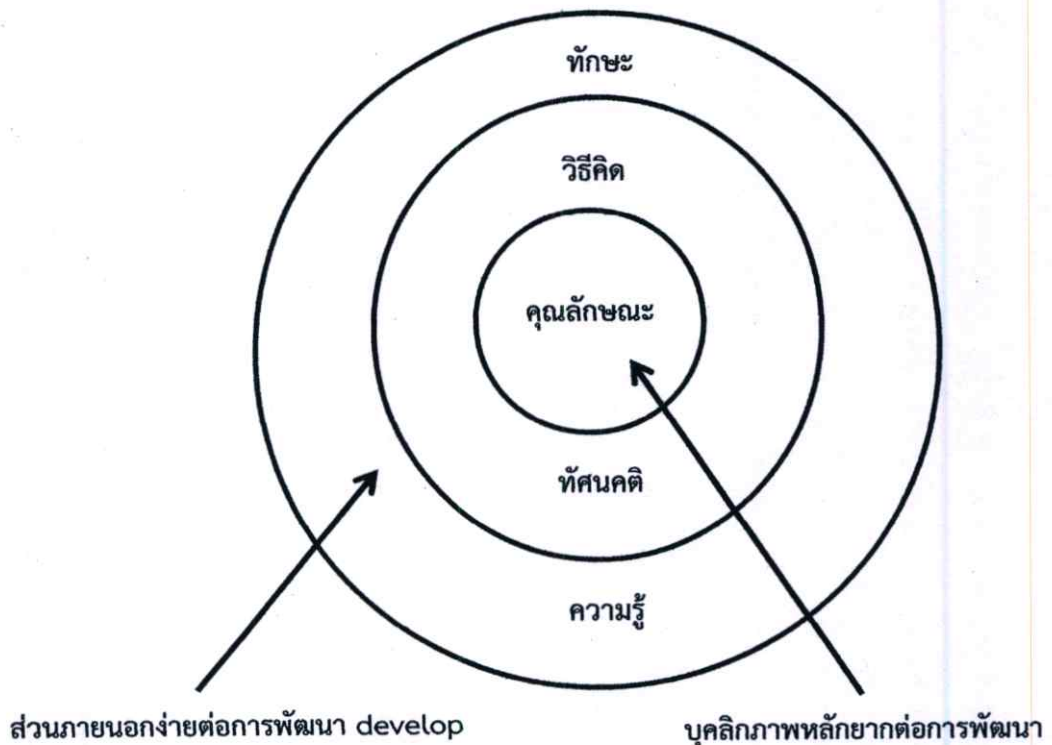 ทักษะ
วิธีคิด
คุณลักษณะ
ทัศนคติ
ความรู้
ส่วนภายนอกง่ายต่อการพัฒนา develop
บุคลิกภาพหลักยากต่อการพัฒนา